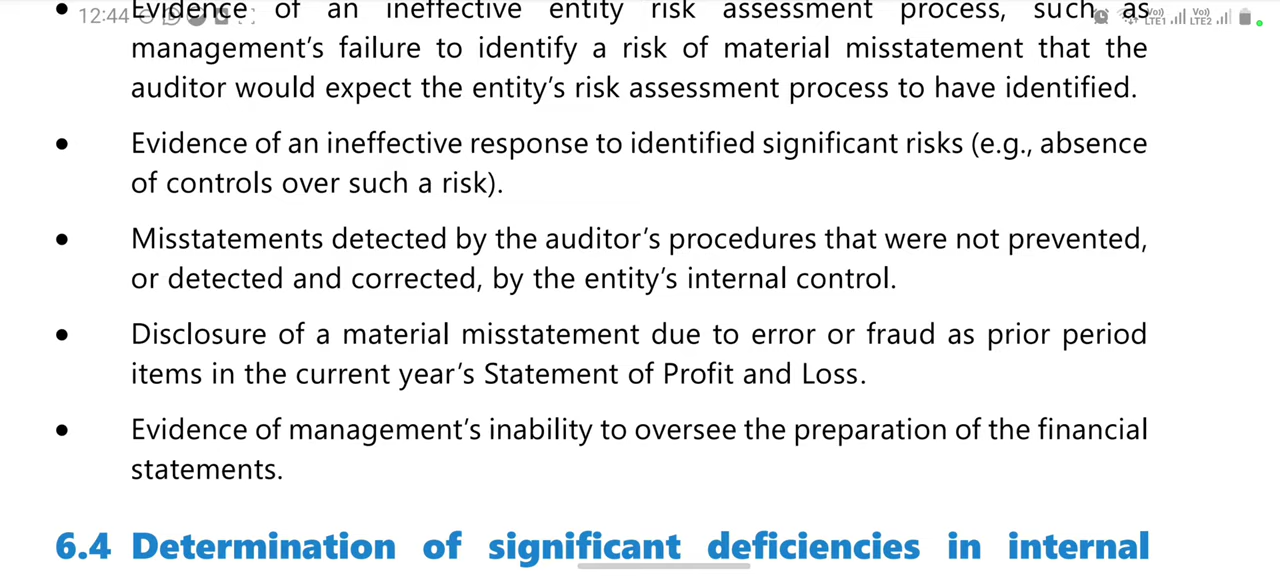 Evidence of an ineffective entity risk assessment process, such as
12:44
LTE1 LTE2
management’s failure to identify a risk of material misstatement that the
auditor would expect the entity’s risk assessment process to have identified.
• Evidence of an ineffective response to identified significant risks (e.g., absence
of controls over such a risk).
• Misstatements detected by the auditor’s procedures that were not prevented,
or detected and corrected, by the entity’s internal control.
• Disclosure of a material misstatement due to error or fraud as prior period
items in the current year’s Statement of Profit and Loss.
• Evidence of management’s inability to oversee the preparation of the financial
statements.
6.4 Determination of significant deficiencies in internal